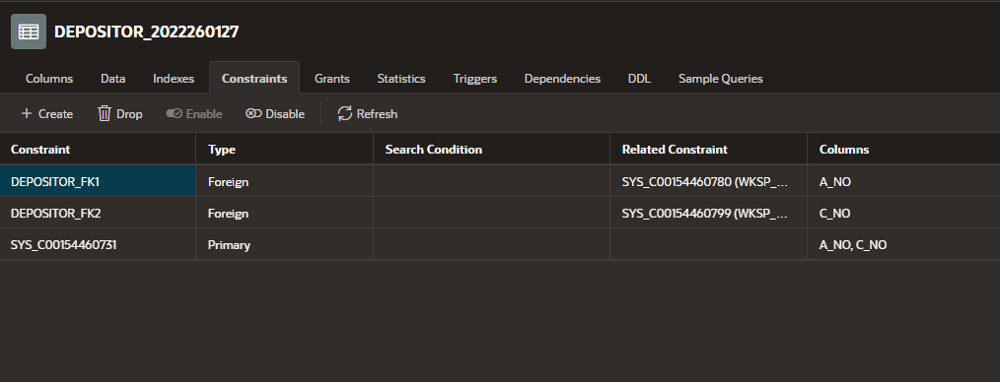 DEPOSITOR_2022260127
Columns Data Indexes Constraints Grants Statistics Triggers Dependencies DDL Sample Queries
+ Create Drop Enable Disable Refresh
Constraint Type Search Condition Related Constraint Columns
DEPOSITOR_FK1 Foreign SYS_C00154460780 (WKSP_... A_NO
DEPOSITOR_FK2 Foreign SYS_C00154460799 (WKSP_... C_NO
SYS_C00154460731 Primary A_NO, C_NO